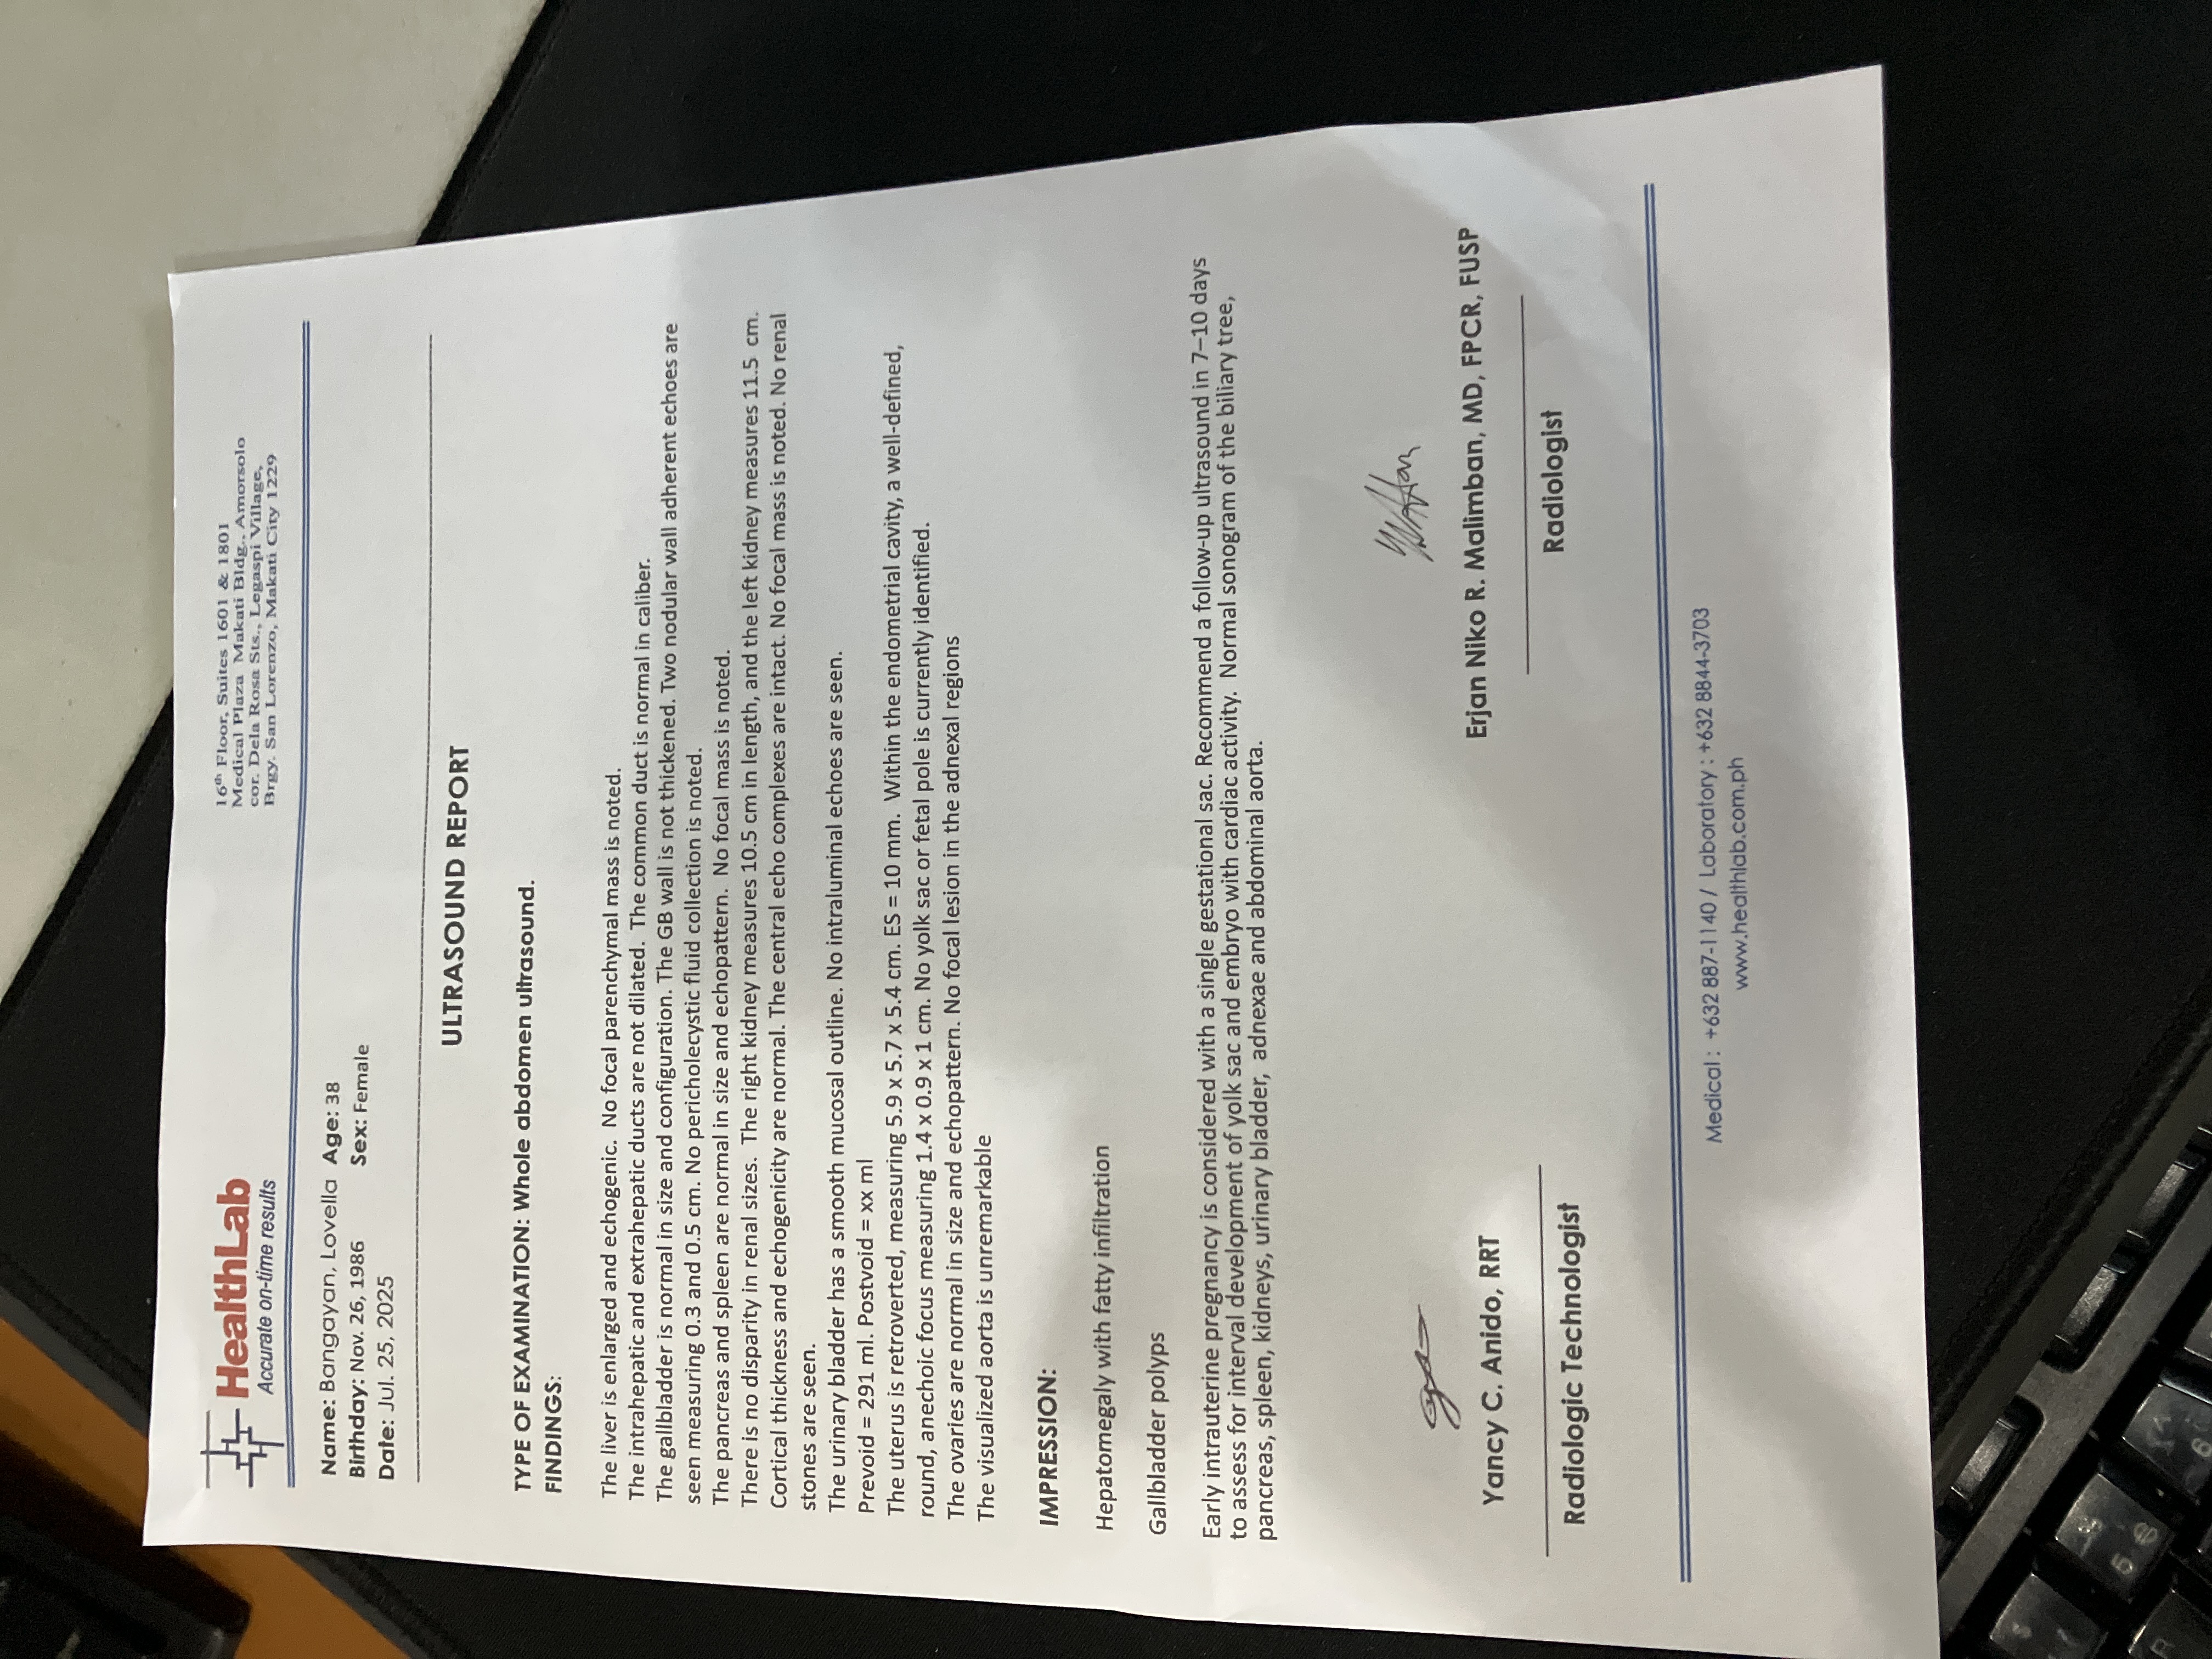 HealthLab
Accurate on-time results
16th Floor, Suites 1601 & 1801
Medical Plaza Makati Bldg., Amorsolo
cor. Dela Rosa Sts., Legaspi Village,
Brgy. San Lorenzo, Makati City 1229
Name: Bangayan, Lovella Age: 38
Birthday: Nov. 26, 1986 Sex: Female
Date: Jul. 25, 2025
ULTRASOUND REPORT
TYPE OF EXAMINATION: Whole abdomen ultrasound.
FINDINGS:
The liver is enlarged and echogenic. No focal parenchymal mass is noted.
The intrahepatic and extrahepatic ducts are not dilated. The common duct is normal in caliber.
The gallbladder is normal in size and configuration. The GB wall is not thickened. Two nodular wall adherent echoes are
seen measuring 0.3 and 0.5 cm. No pericholecystic fluid collection is noted.
The pancreas and spleen are normal in size and echopattern. No focal mass is noted.
There is no disparity in renal sizes. The right kidney measures 10.5 cm in length, and the left kidney measures 11.5 cm.
Cortical thickness and echogenicity are normal. The central echo complexes are intact. No focal mass is noted. No renal
stones are seen.
The urinary bladder has a smooth mucosal outline. No intraluminal echoes are seen.
Prevoid = 291 ml. Postvoid = xx ml
The uterus is retroverted, measuring 5.9 x 5.7 x 5.4 cm. ES = 10 mm. Within the endometrial cavity, a well-defined,
round, anechoic focus measuring 1.4 x 0.9 x 1 cm. No yolk sac or fetal pole is currently identified.
The ovaries are normal in size and echopattern. No focal lesion in the adnexal regions
The visualized aorta is unremarkable
IMPRESSION:
Hepatomegaly with fatty infiltration
Gallbladder polyps
Early intrauterine pregnancy is considered with a single gestational sac. Recommend a follow-up ultrasound in 7–10 days
to assess for interval development of yolk sac and embryo with cardiac activity. Normal sonogram of the biliary tree,
pancreas, spleen, kidneys, urinary bladder, adnexae and abdominal aorta.
Yancy C. Anido, RRT
Radiologic Technologist
Erjan Niko R. Malimban, MD, FPCR, FUSP
Radiologist
Medical : +632 887-1140 / Laboratory : +632 8844-3703
www.healthlab.com.ph
5
6
R